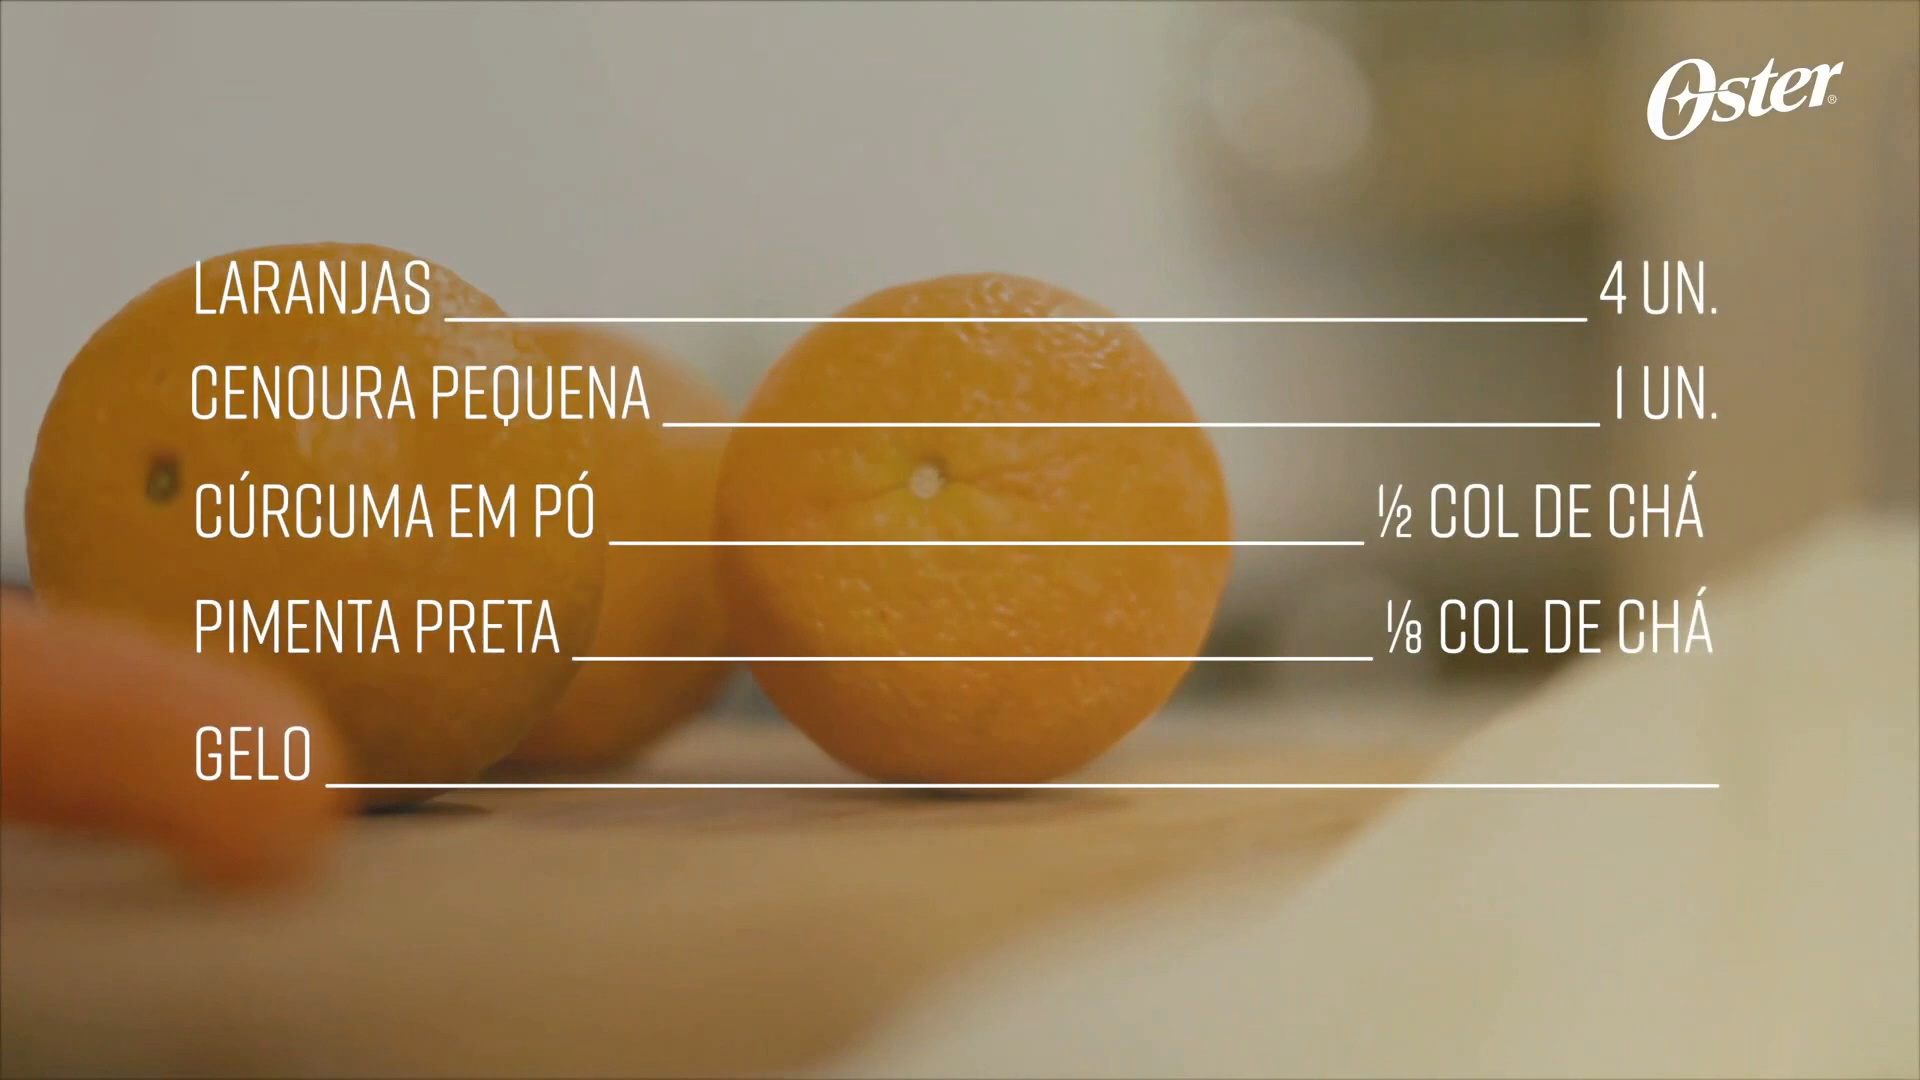 Oster®
LARANJAS 4 UN.
CENOURA PEQUENA 1 UN.
CÚRCUMA EM PÓ ½ COL DE CHÁ
PIMENTA PRETA ⅛ COL DE CHÁ
GELO